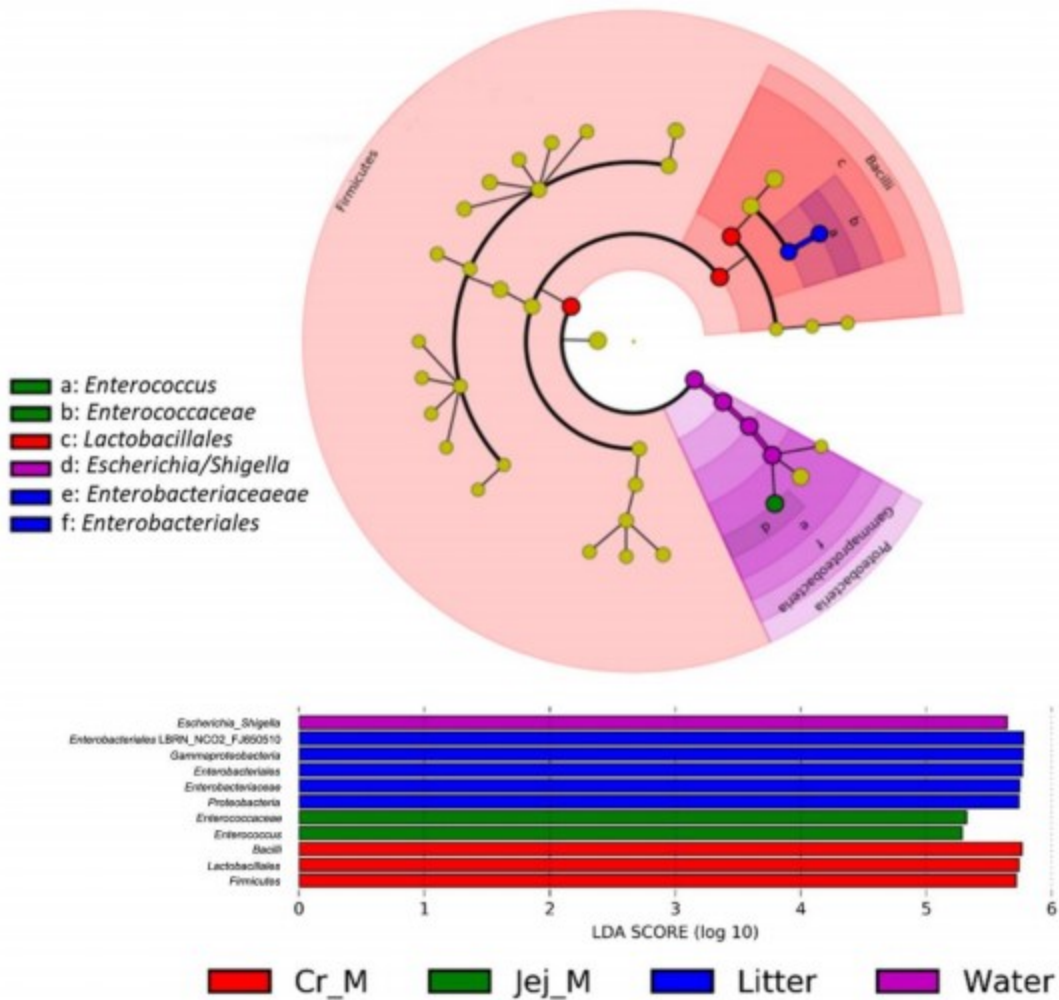 Firmicutes
Bacilli
c
b
a
d
e
f
Gammaproteobacteria
Proteobacteria
a: Enterococcus
b: Enterococcaceae
c: Lactobacillales
d: Escherichia/Shigella
e: Enterobacteriaceaeae
f: Enterobacteriales
Escherichia_Shigella
Enterobacteriales LBRN_NCO2_FJ650510
Gammaproteobacteria
Enterobacteriales
Enterobacteriaceae
Proteobacteria
Enterococcaceae
Enterococcus
Bacilli
Lactobacillales
Firmicutes
0 1 2 3 4 5 6
LDA SCORE (log 10)
Cr_M Jej_M Litter Water